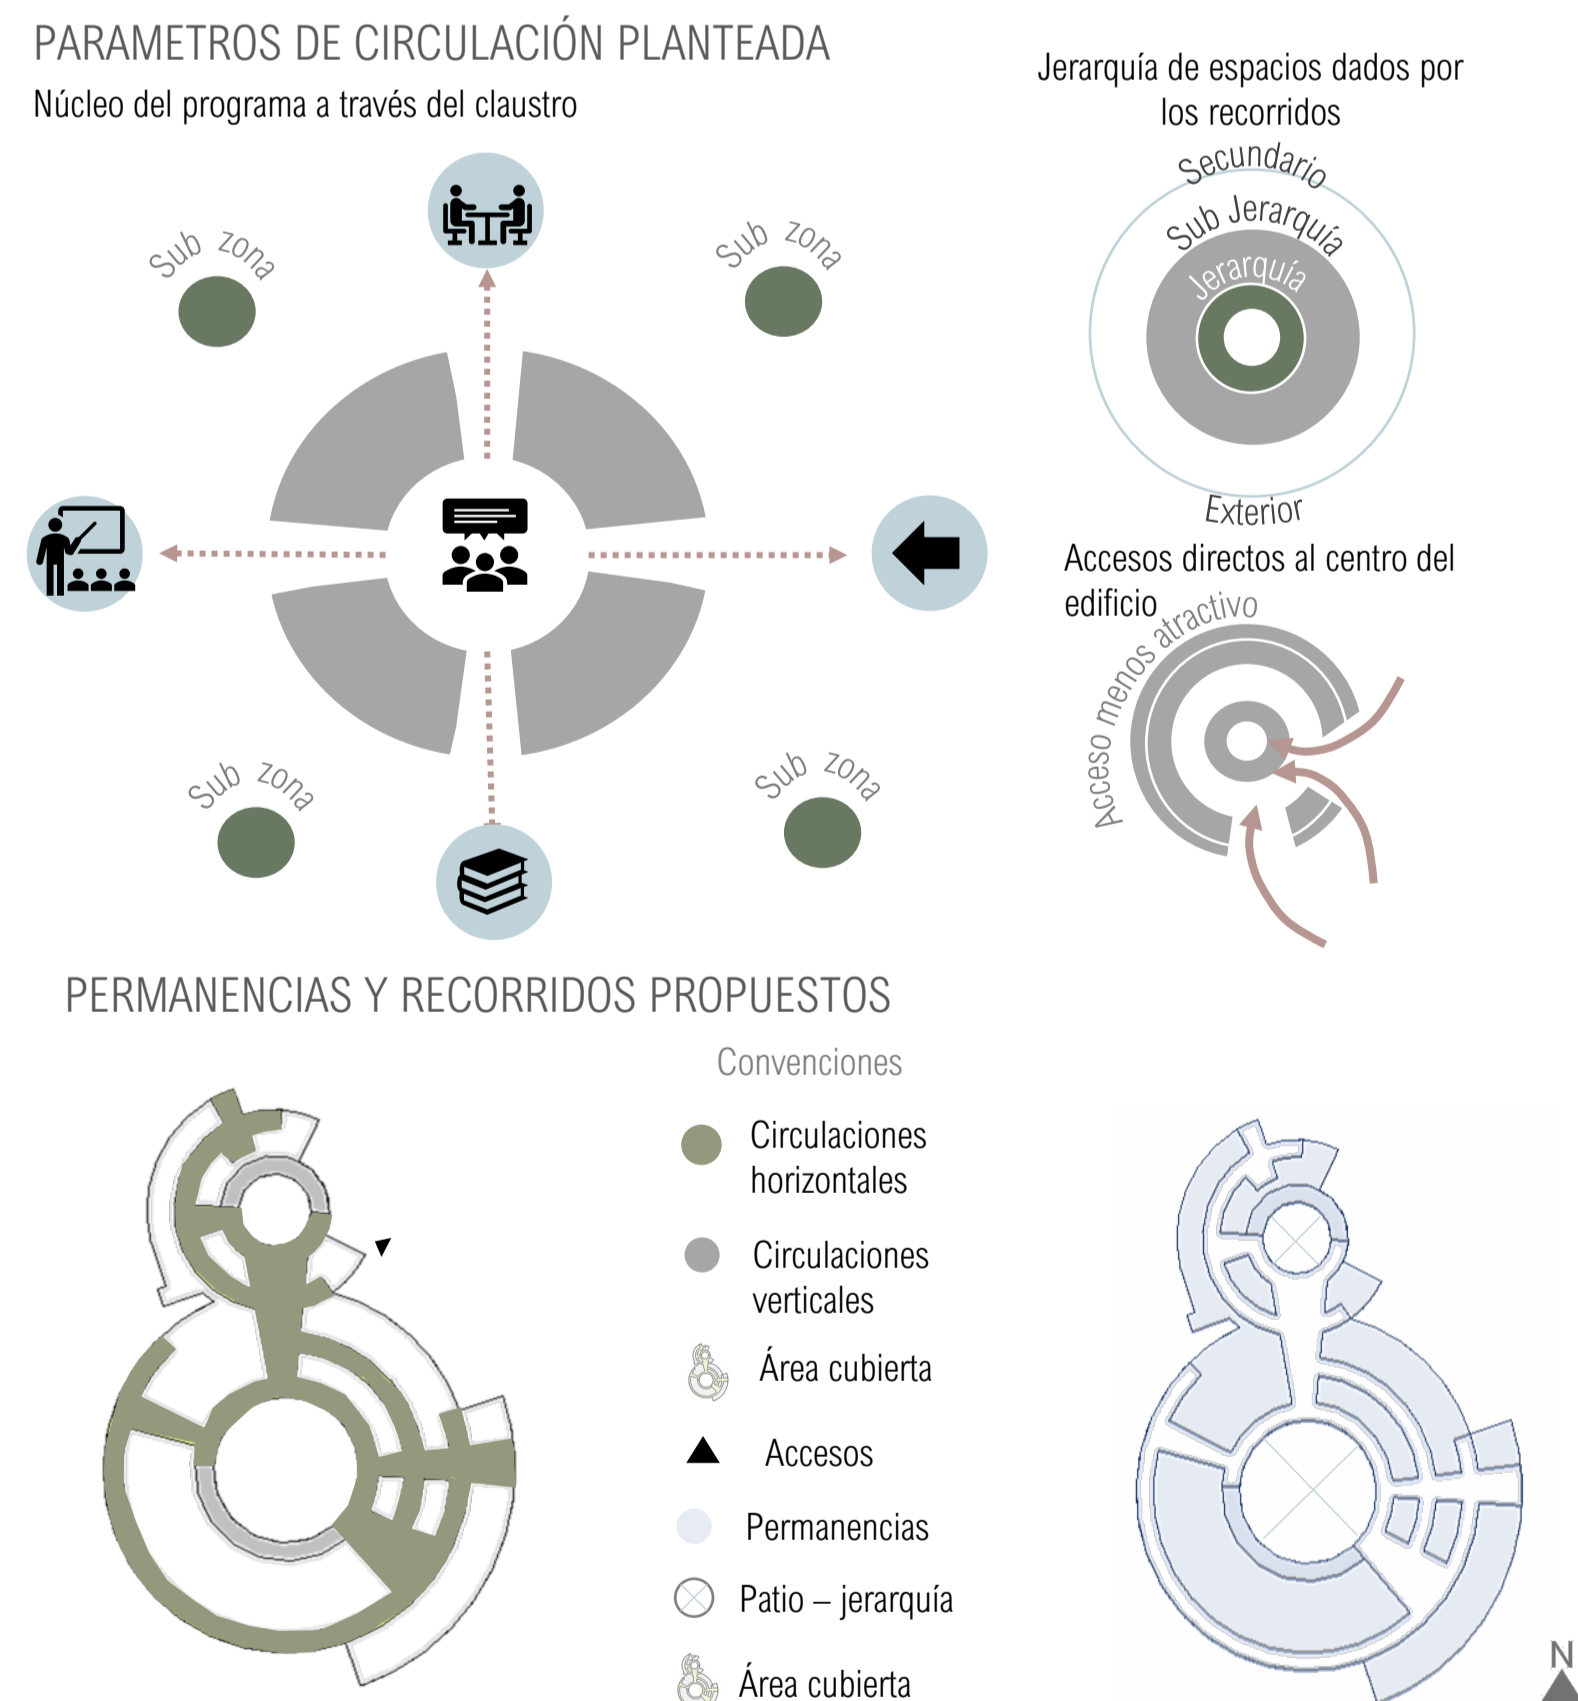 PARAMETROS DE CIRCULACIÓN PLANTEADA
Núcleo del programa a través del claustro
Sub zona
Sub zona
Sub zona
Sub zona
Jerarquía de espacios dados por
los recorridos
Secundario
Sub Jerarquía
Jerarquía
Exterior
Accesos directos al centro del
edificio
Acceso menos atractivo
PERMANENCIAS Y RECORRIDOS PROPUESTOS
Convenciones
Circulaciones
horizontales
Circulaciones
verticales
Área cubierta
Accesos
Permanencias
Patio – jerarquía
Área cubierta
N